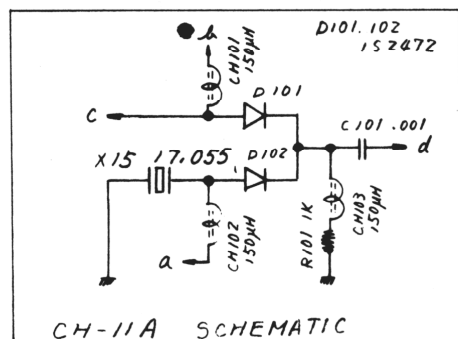 D101.102
1S2472
b
CH101
150μH
D101
C
C101 .001
d
X15 17.055
D102
R101 1K
CH103
150μH
CH102
150μH
a
CH-11A SCHEMATIC